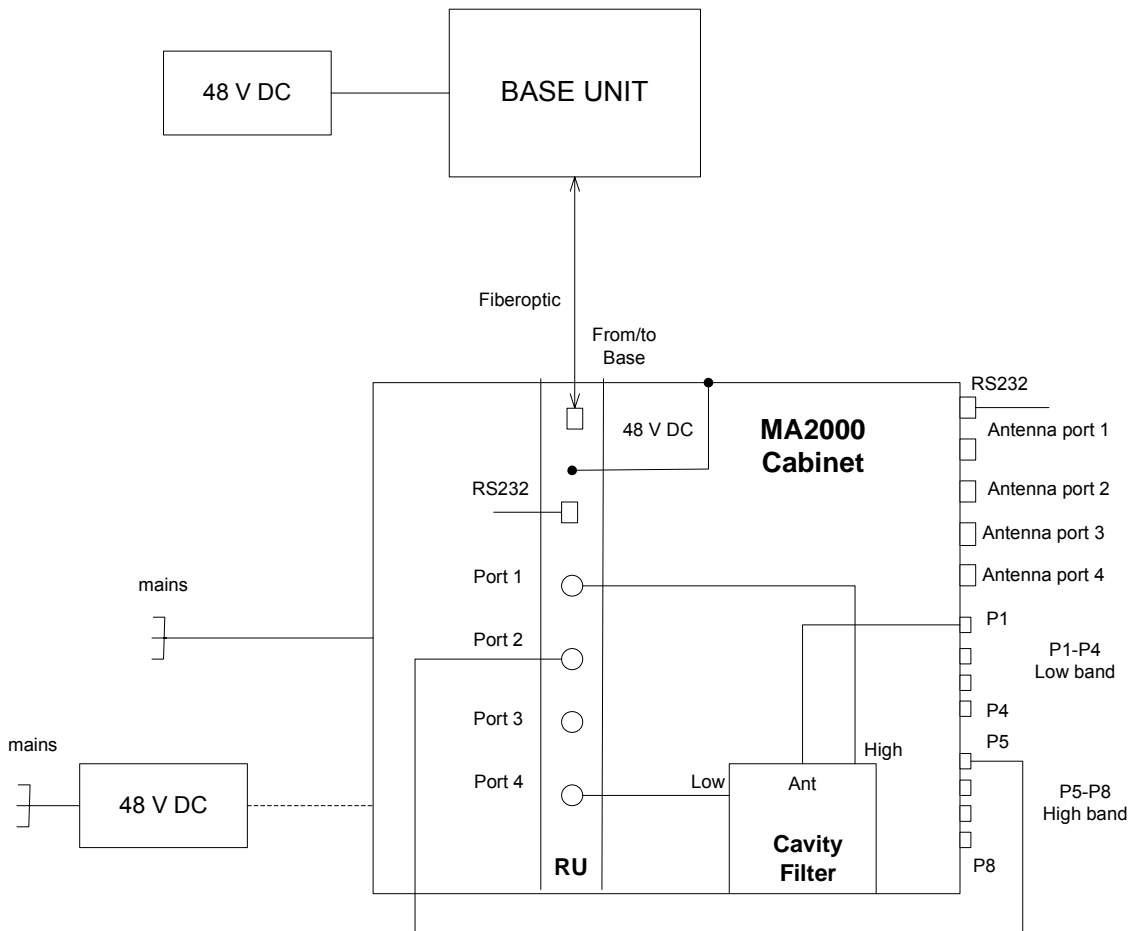 48 V DC
BASE UNIT
Fiberoptic
From/to
Base
RS232
48 V DC
MA2000
Cabinet
Antenna port 1
RS232
Antenna port 2
Antenna port 3
Port 1
Antenna port 4
mains
P1
Port 2
P1-P4
Low band
Port 3
P4
mains
P5
High
Port 4
Low
Ant
48 V DC
P5-P8
High band
Cavity
Filter
RU
P8